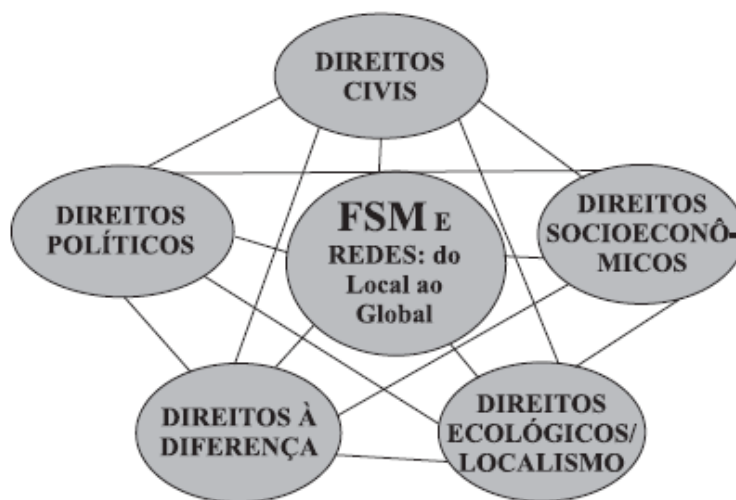 DIREITOS
CIVIS
DIREITOS
POLÍTICOS
FSM E
REDES: do
Local ao
Global
DIREITOS
SOCIOECONÔ-
MICOS
DIREITOS À
DIFERENÇA
DIREITOS
ECOLÓGICOS/
LOCALISMO